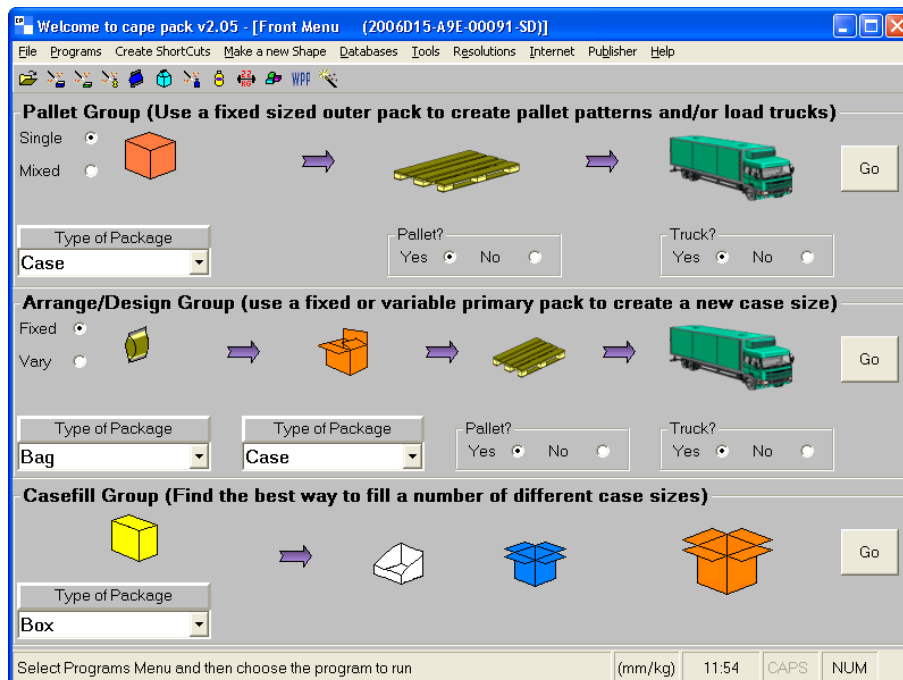 Welcome to cape pack v2.05 - [Front Menu (2006D15-A9E-00091-SD)]
File Programs Create ShortCuts Make a new Shape Databases Tools Resolutions Internet Publisher Help
WPP
Pallet Group (Use a fixed sized outer pack to create pallet patterns and/or load trucks)
Single
Mixed
Go
Type of Package
Case
Pallet?
Yes No
Truck?
Yes No
Arrange/Design Group (use a fixed or variable primary pack to create a new case size)
Fixed
Vary
Go
Type of Package
Bag
Type of Package
Case
Pallet?
Yes No
Truck?
Yes No
Casefill Group (Find the best way to fill a number of different case sizes)
Go
Type of Package
Box
Select Programs Menu and then choose the program to run (mm/kg) 11:54 CAPS NUM